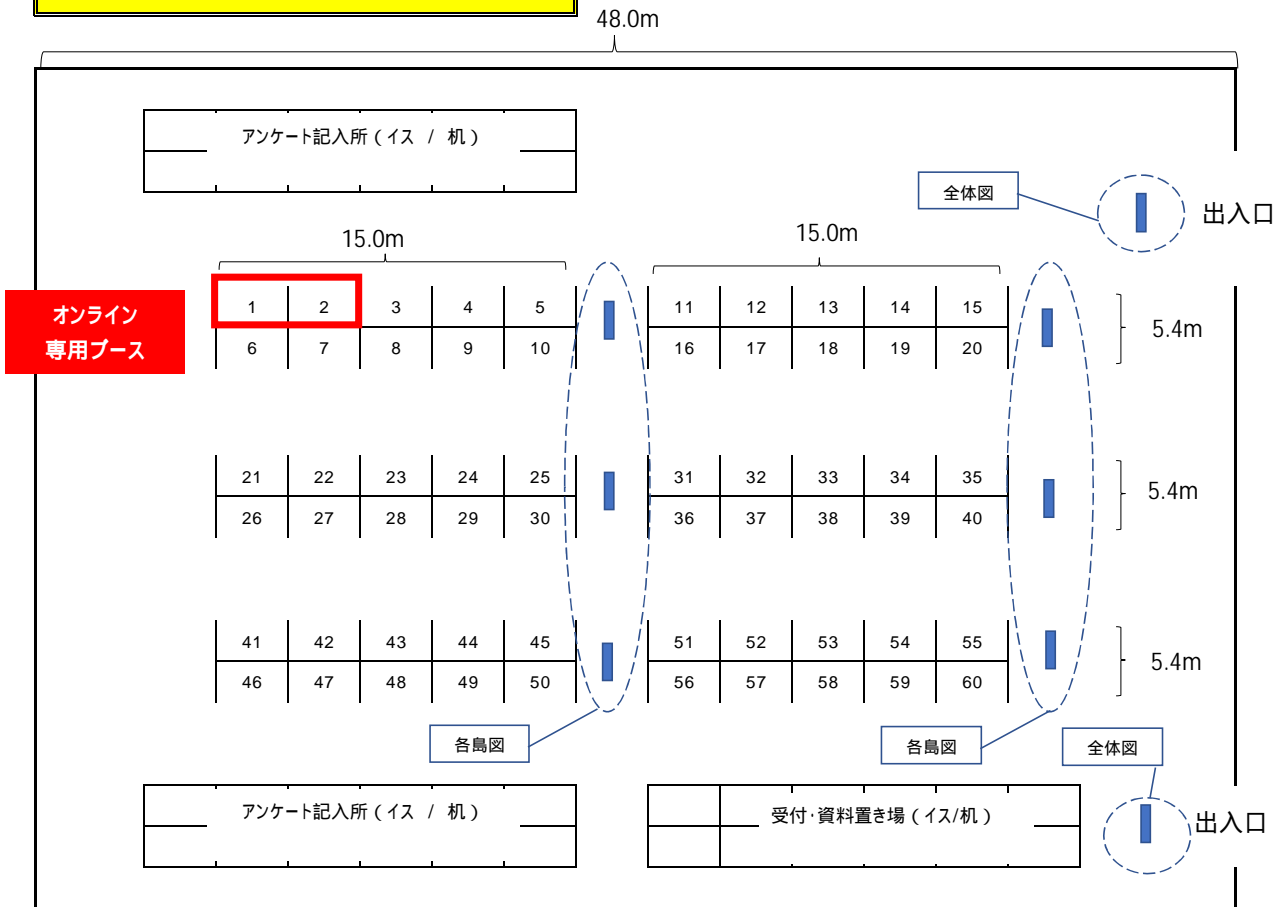 48.0m
アンケート記入所(イス / 机)
全体図
出入口
15.0m
15.0m
オンライン
専用ブース
1 2 3 4 5
6 7 8 9 10
11 12 13 14 15
16 17 18 19 20
5.4m
21 22 23 24 25
26 27 28 29 30
31 32 33 34 35
36 37 38 39 40
5.4m
41 42 43 44 45
46 47 48 49 50
51 52 53 54 55
56 57 58 59 60
5.4m
各島図
各島図
全体図
アンケート記入所(イス / 机)
受付・資料置き場(イス/机)
出入口